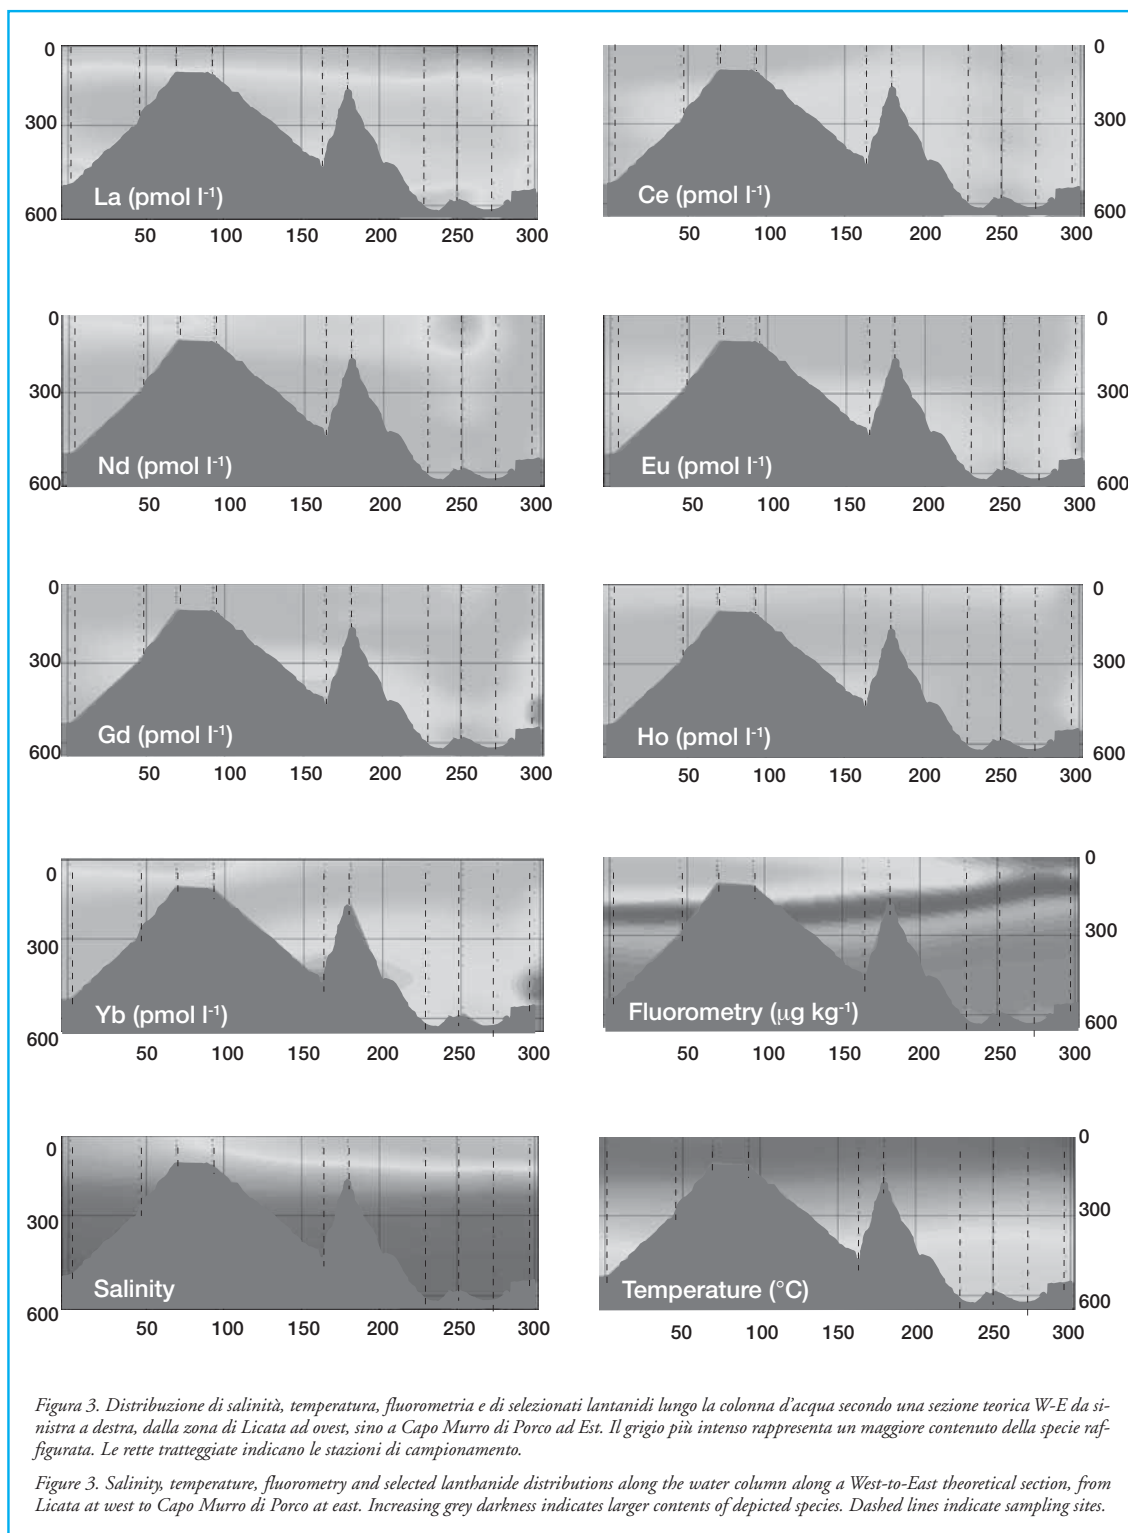 0
300
600
La (pmol l-1)
50 100 150 200 250 300
0
300
600
Ce (pmol l-1)
50 100 150 200 250 300
0
300
600
Nd (pmol l-1)
50 100 150 200 250 300
0
300
600
Eu (pmol l-1)
50 100 150 200 250 300
0
300
600
Gd (pmol l-1)
50 100 150 200 250 300
0
300
600
Ho (pmol l-1)
50 100 150 200 250 300
0
300
600
Yb (pmol l-1)
50 100 150 200 250 300
0
300
600
Fluorometry (µg kg-1)
50 100 150 200 250 300
0
300
600
Salinity
50 100 150 200 250 300
0
300
600
Temperature (°C)
50 100 150 200 250 300
Figura 3. Distribuzione di salinità, temperatura, fluorometria e di selezionati lantanidi lungo la colonna d'acqua secondo una sezione teorica W-E da si-
nistra a destra, dalla zona di Licata ad ovest, sino a Capo Murro di Porco ad Est. Il grigio più intenso rappresenta un maggiore contenuto della specie raf-
figurata. Le rette tratteggiate indicano le stazioni di campionamento.
Figure 3. Salinity, temperature, fluorometry and selected lanthanide distributions along the water column along a West-to-East theoretical section, from
Licata at west to Capo Murro di Porco at east. Increasing grey darkness indicates larger contents of depicted species. Dashed lines indicate sampling sites.